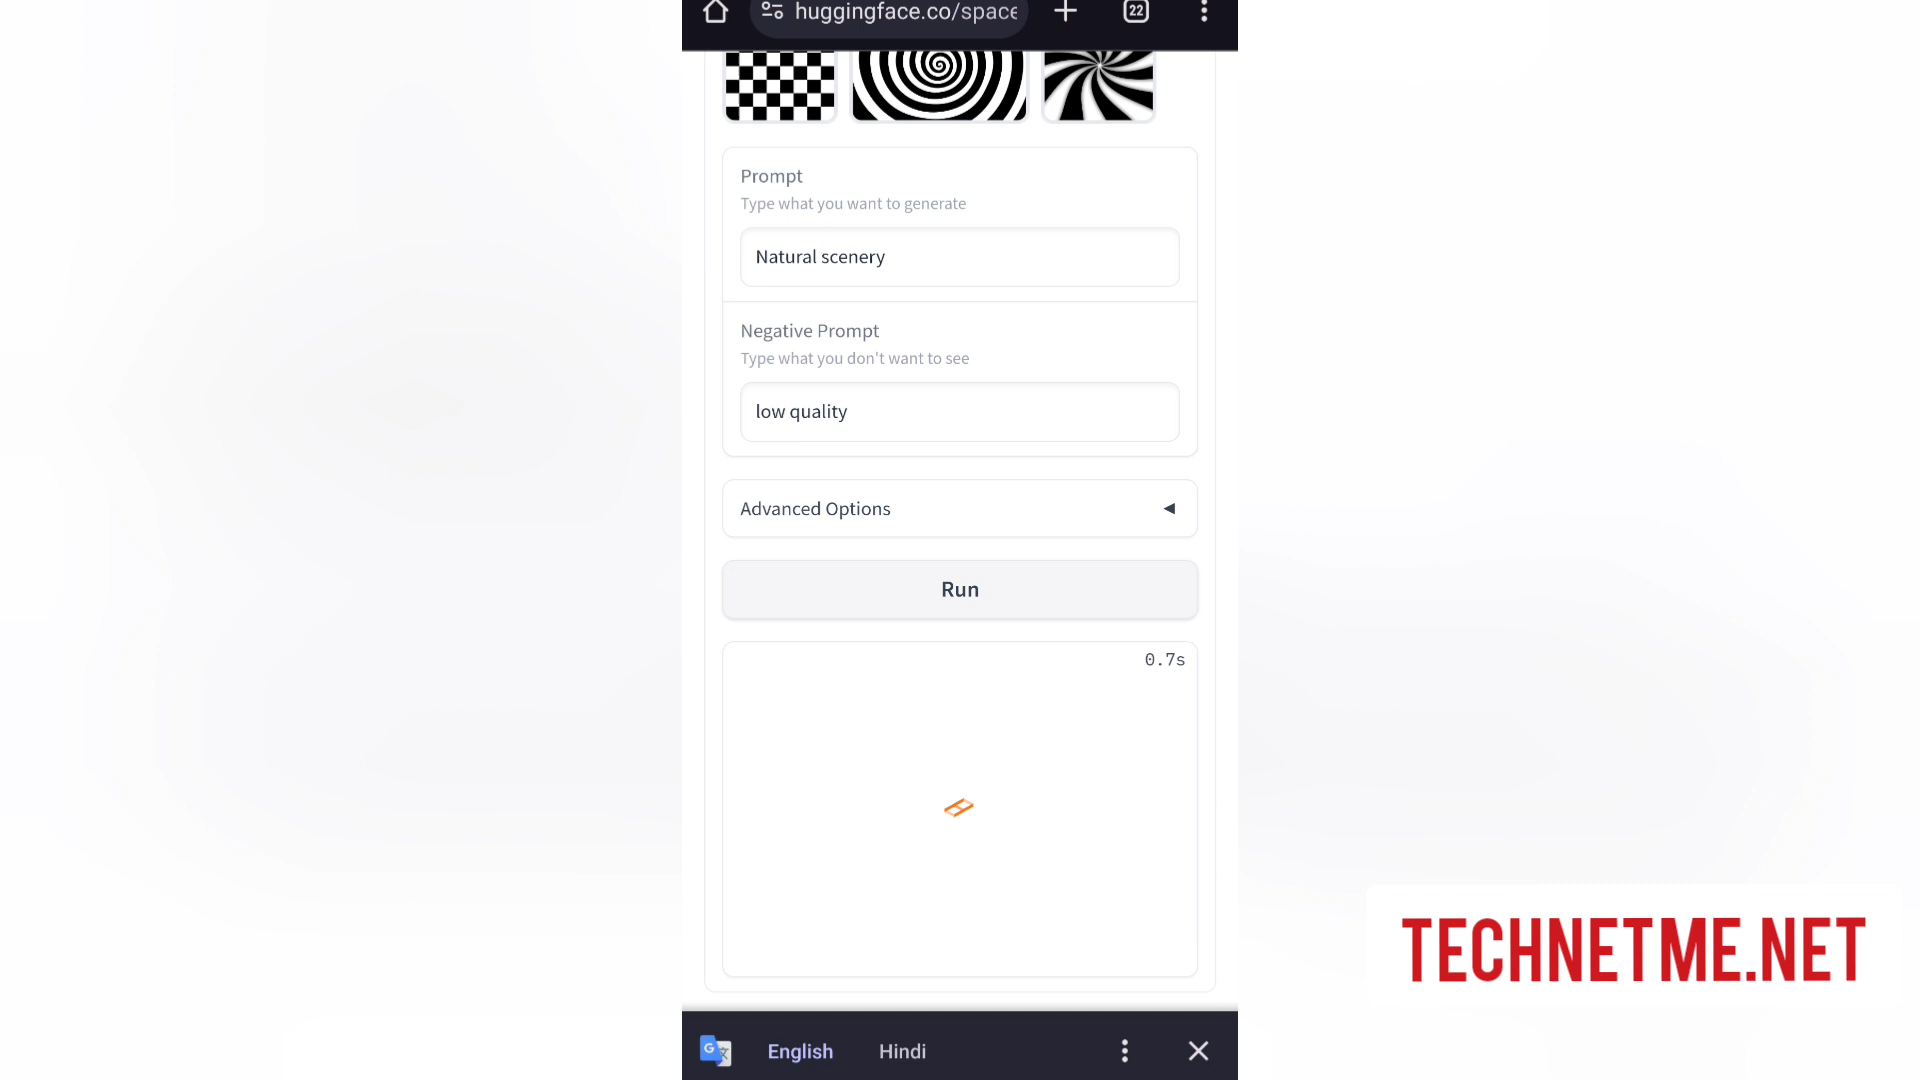 huggingface.co/space
22
Prompt
Type what you want to generate
Natural scenery
Negative Prompt
Type what you don't want to see
low quality
Advanced Options
Run
0.7s
English
Hindi
TECHNETME.NET